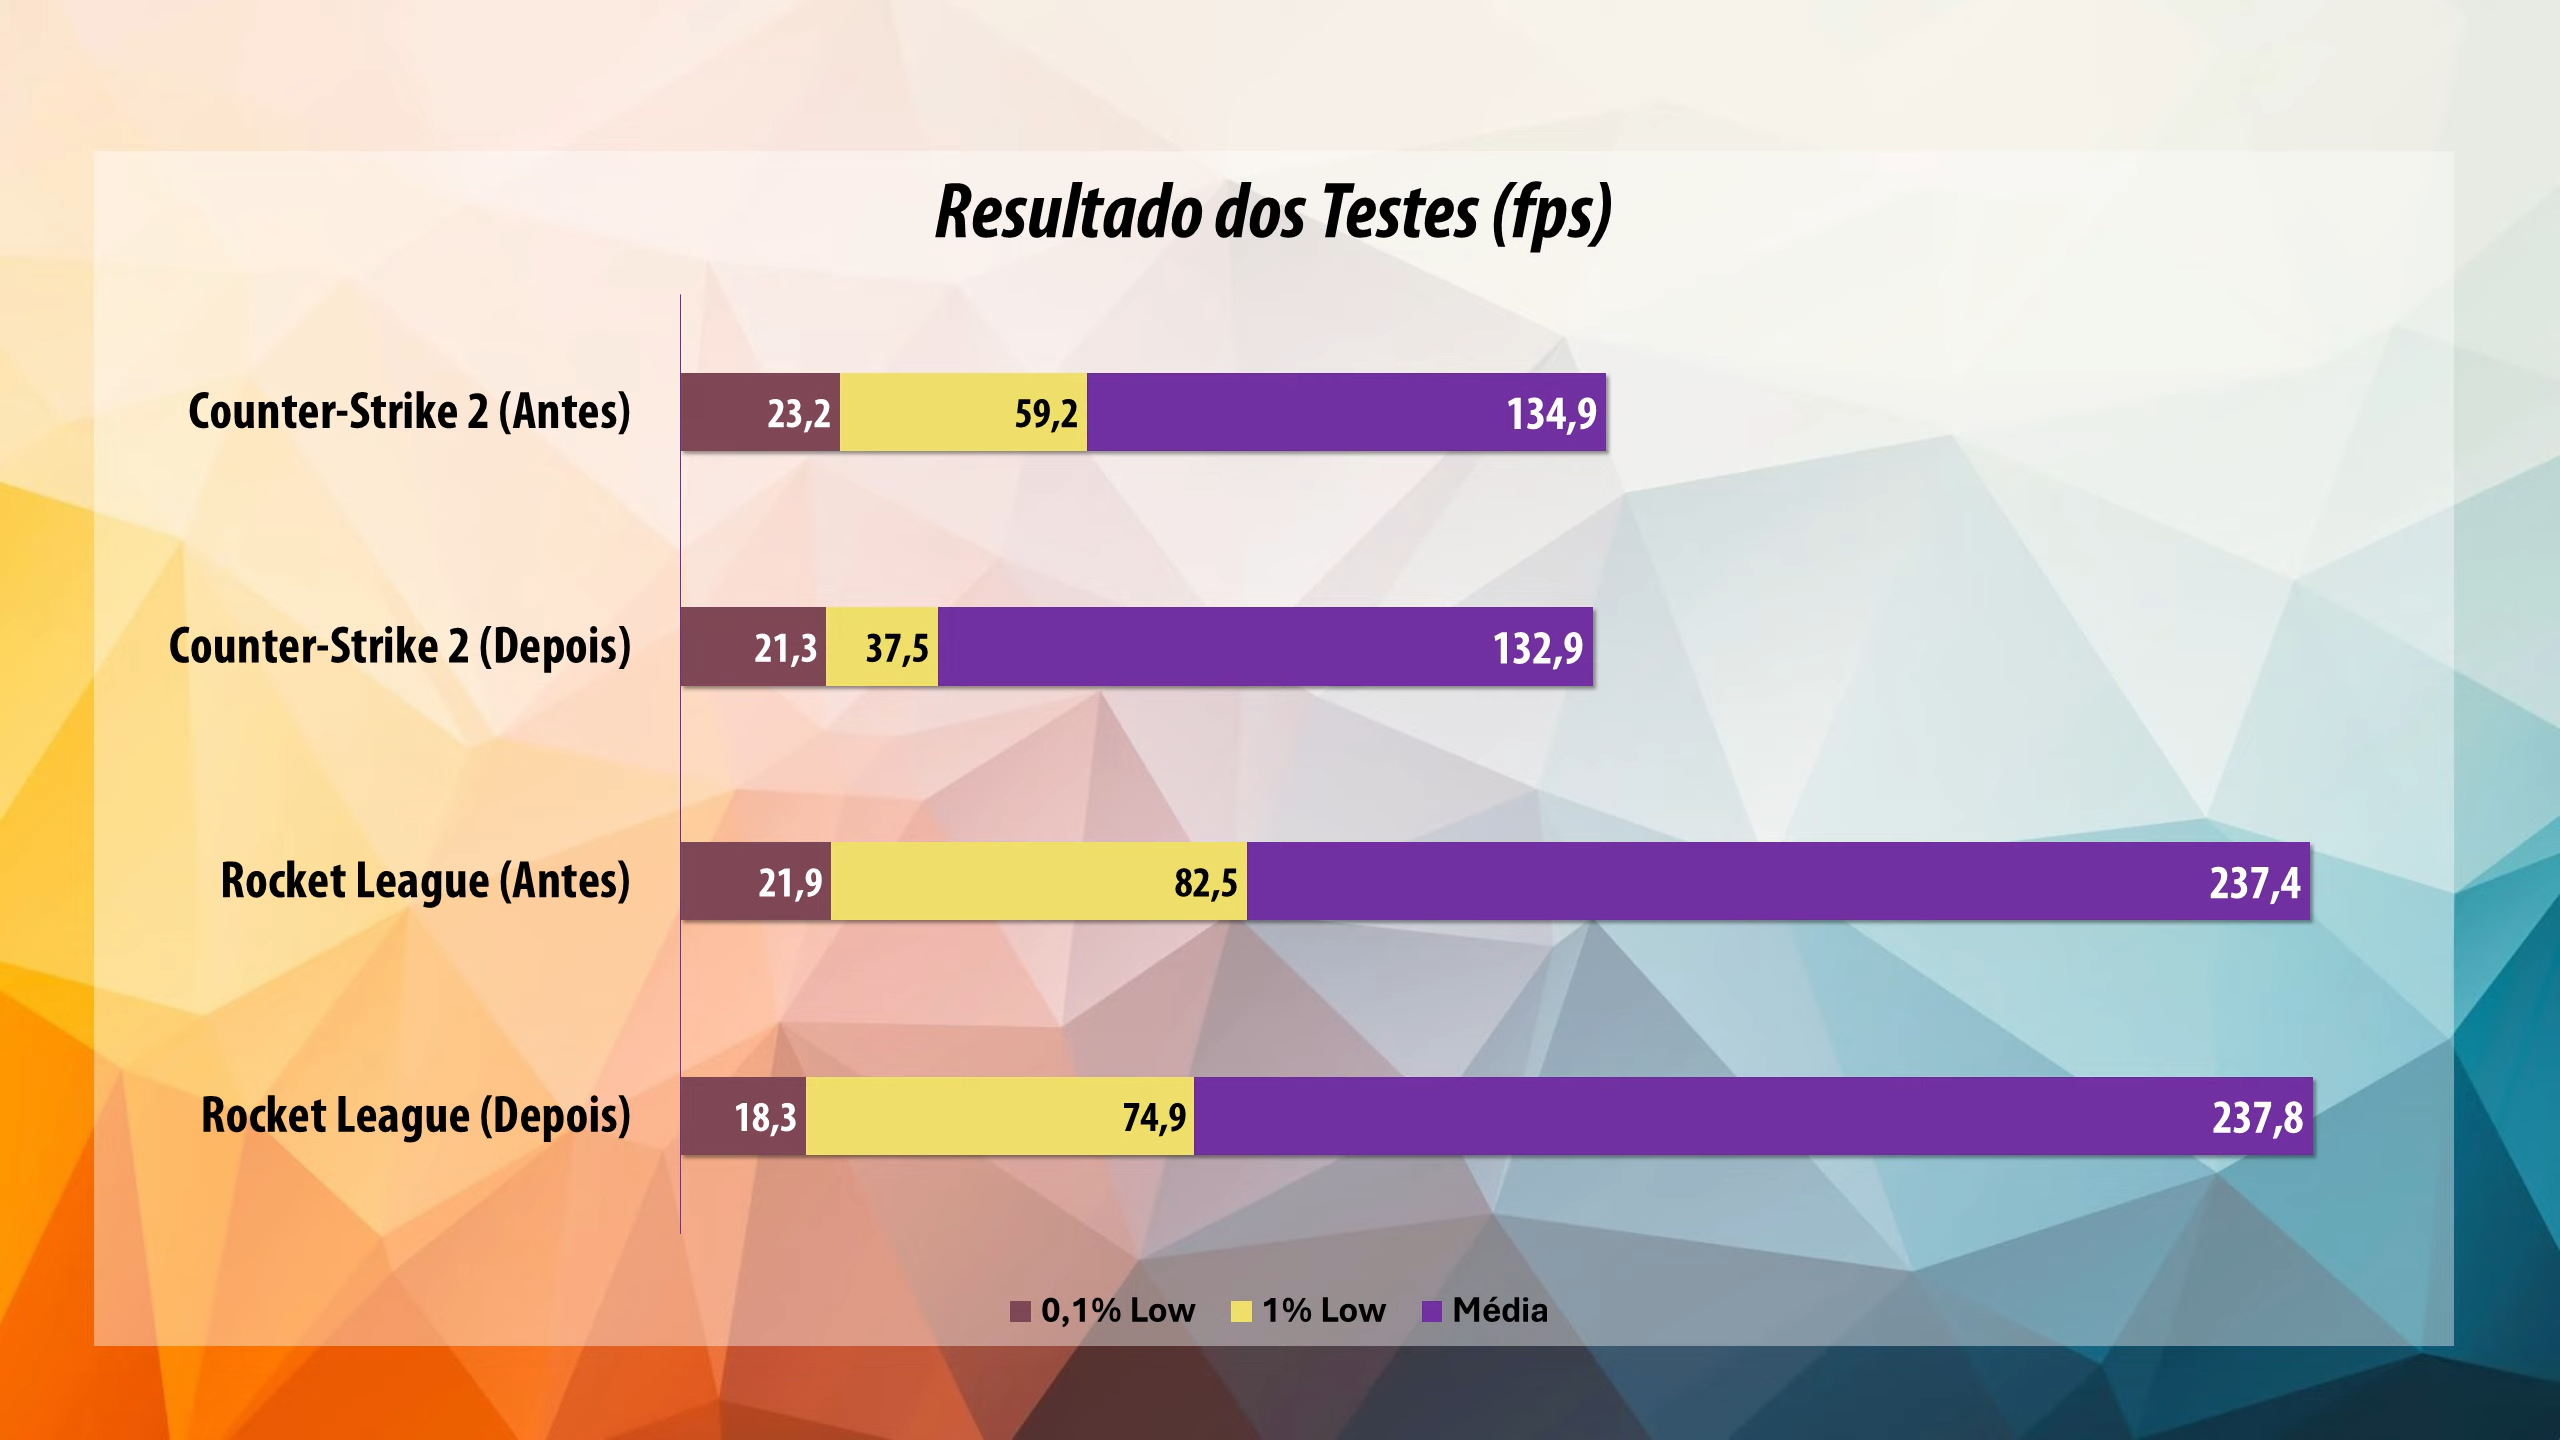 Resultado dos Testes (fps)
Counter-Strike 2 (Antes) 23,2 59,2 134,9
Counter-Strike 2 (Depois) 21,3 37,5 132,9
Rocket League (Antes) 21,9 82,5 237,4
Rocket League (Depois) 18,3 74,9 237,8
0,1% Low 1% Low Média